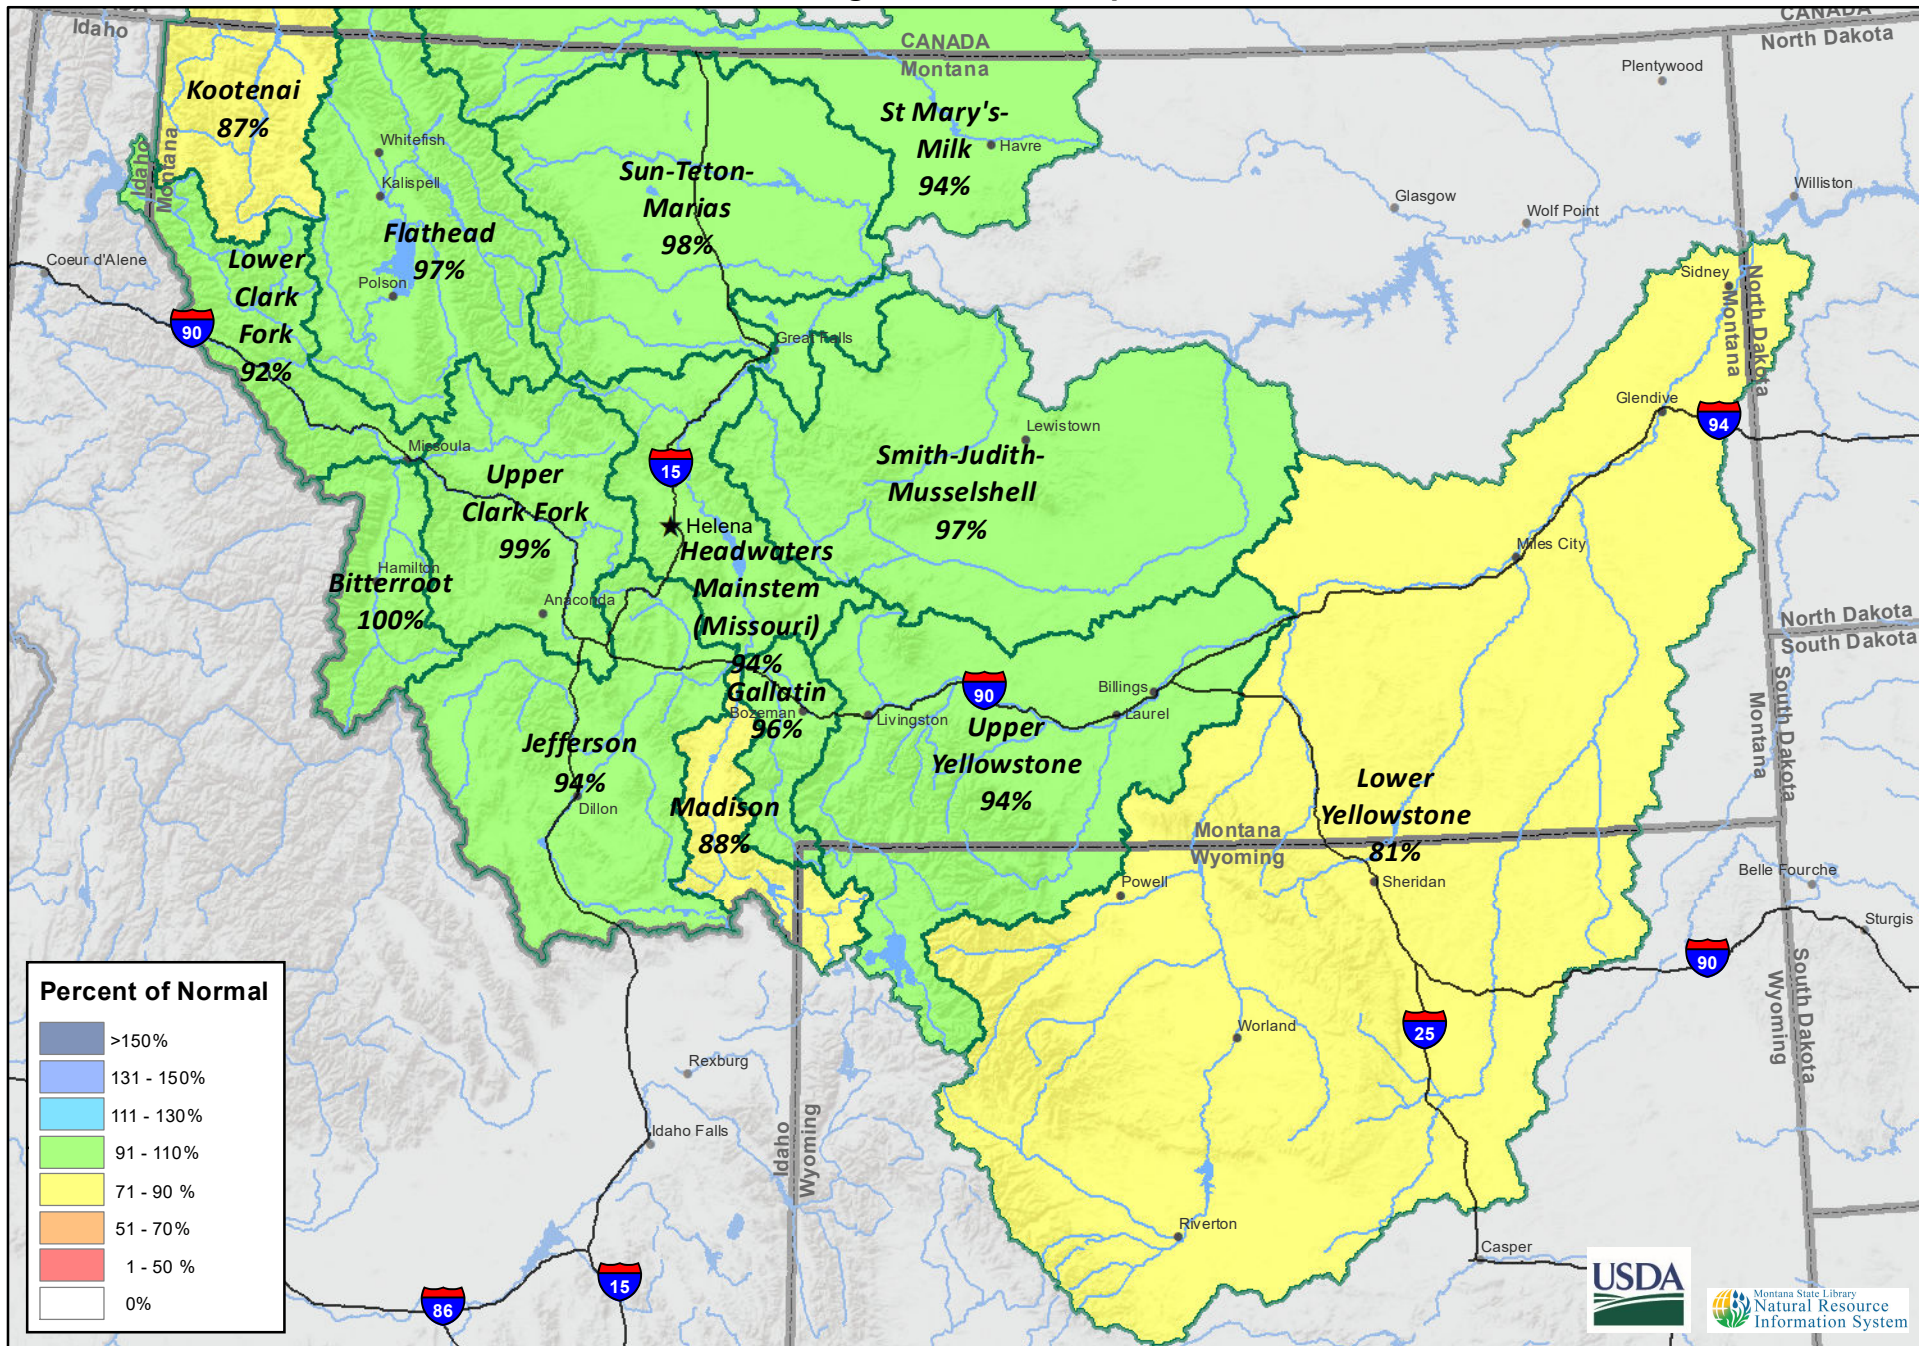 CANADA
Idaho
CANADA
Montana
CANADA
North Dakota
Plentywood
Kootenai
87%
Idaho
Montana
Whitefish
Kalispell
Flathead
97%
Polson
Sun-Teton-
Marias
98%
St Mary's-
Milk
94%
Havre
Glasgow
Wolf Point
Williston
Coeur d'Alene
90
Lower
Clark
Fork
92%
Great Falls
Sidney
North Dakota
Montana
Glendive
94
Missoula
15
Lewistown
Smith-Judith-
Musselshell
97%
Upper
Clark Fork
99%
Helena
Headwaters
Mainstem
(Missouri)
94%
Miles City
Hamilton
Bitterroot
100%
Anaconda
North Dakota
South Dakota
Gallatin
96%
Bozeman
Livingston
90
Billings
Laurel
Upper
Yellowstone
94%
Jefferson
94%
Dillon
Madison
88%
Lower
Yellowstone
81%
South Dakota
Montana
Montana
Wyoming
Powell
Sheridan
Belle Fourche
Sturgis
90
South Dakota
Wyoming
25
Worland
Rexburg
Idaho Falls
Idaho
Wyoming
Riverton
Casper
15
86
Percent of Normal
>150%
131 - 150%
111 - 130%
91 - 110%
71 - 90 %
51 - 70%
1 - 50 %
0%
USDA
Montana State Library
Natural Resource
Information System